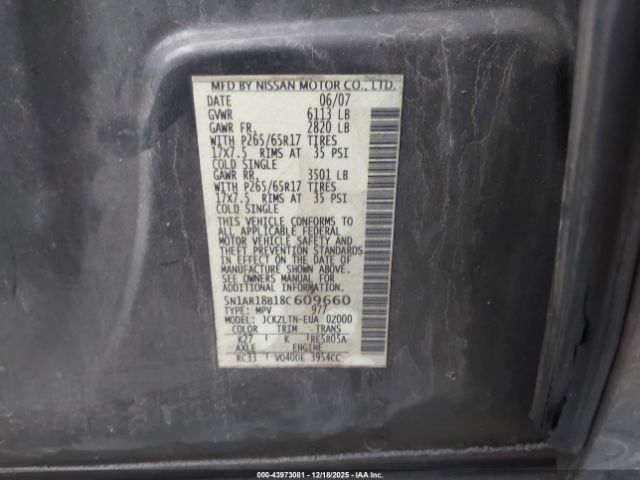 MFD BY NISSAN MOTOR CO., LTD.
DATE 06/07
GVWR 6113 LB
GAWR FR. 2820 LB
WITH P265/65R17 TIRES
17X7.5 RIMS AT 35 PSI
COLD SINGLE
GAWR RR. 3501 LB
WITH P265/65R17 TIRES
17X7.5 RIMS AT 35 PSI
COLD SINGLE
THIS VEHICLE CONFORMS TO
ALL APPLICABLE FEDERAL
MOTOR VEHICLE SAFETY AND
THEFT PREVENTION STANDARDS
IN EFFECT ON THE DATE OF
MANUFACTURE SHOWN ABOVE.
SEE OWNERS MANUAL FOR
ADDITIONAL INFORMATION.
5N1AR18B18C609660
TYPE: MPV 977
MODEL: JCKZLTN-EUA 02000
COLOR TRIM TRANS
K27 K RE5R05A
AXLE ENGINE
RC33 VQ40DE 3954CC
000-43973081 - 12/18/2025 - IAA, Inc.